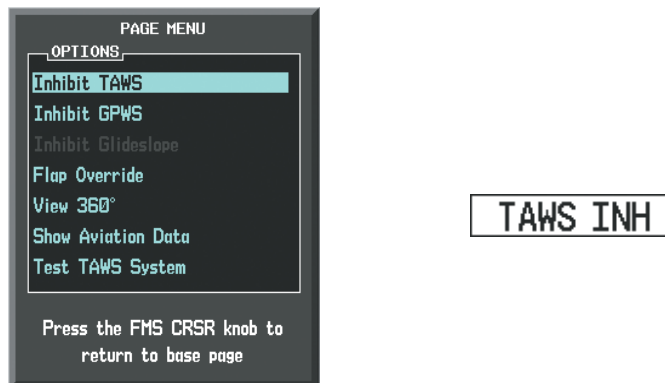 PAGE MENU
OPTIONS
Inhibit TAWS
Inhibit GPWS
Inhibit Glideslope
Flap Override
View 360°
Show Aviation Data
Test TAWS System
Press the FMS CRSR knob to
return to base page
TAWS INH